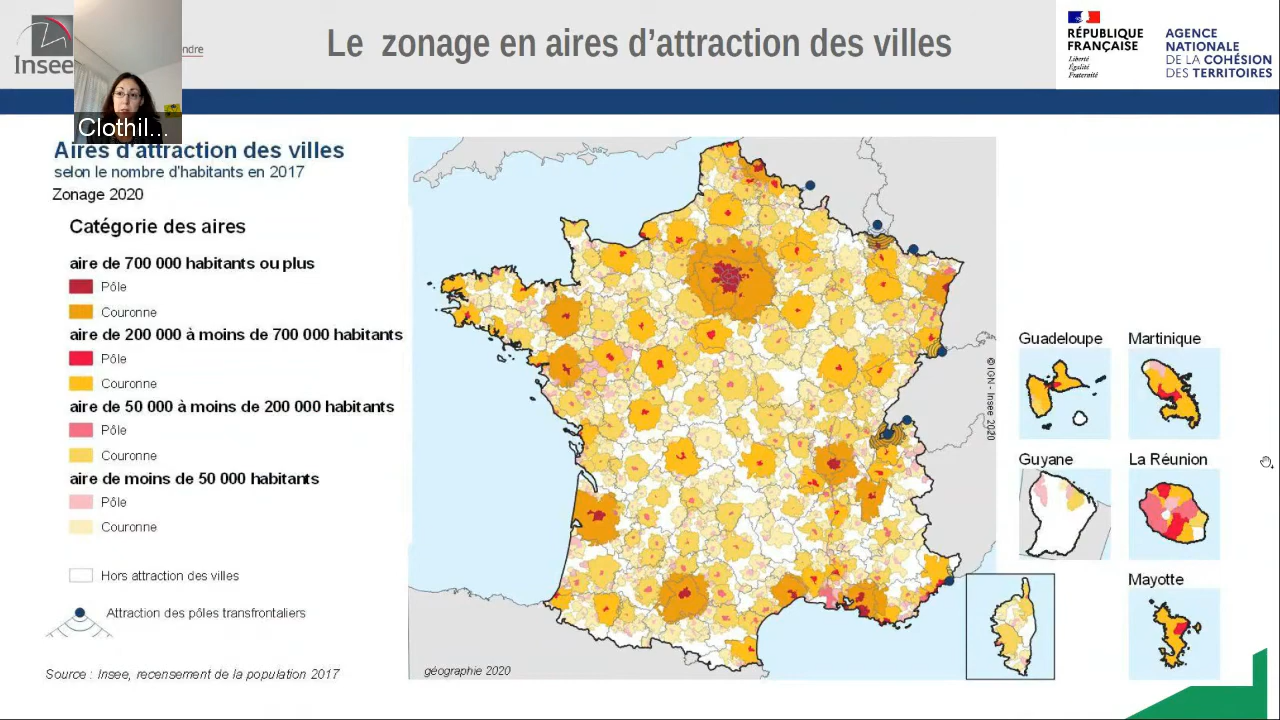 Insee
ndre
Le zonage en aires d'attraction des villes
RÉPUBLIQUE
FRANÇAISE
Liberté
Égalité
Fraternité
AGENCE
NATIONALE
DE LA COHÉSION
DES TERRITOIRES
Clothil...
Aires d'attraction des villes
selon le nombre d'habitants en 2017
Zonage 2020
Catégorie des aires
aire de 700 000 habitants ou plus
Pôle
Couronne
aire de 200 000 à moins de 700 000 habitants
Pôle
Couronne
aire de 50 000 à moins de 200 000 habitants
Pôle
Couronne
aire de moins de 50 000 habitants
Pôle
Couronne
Hors attraction des villes
Attraction des pôles transfrontaliers
Source : Insee, recensement de la population 2017
géographie 2020
© IGN - Insee 2020
Guadeloupe
Martinique
Guyane
La Réunion
Mayotte